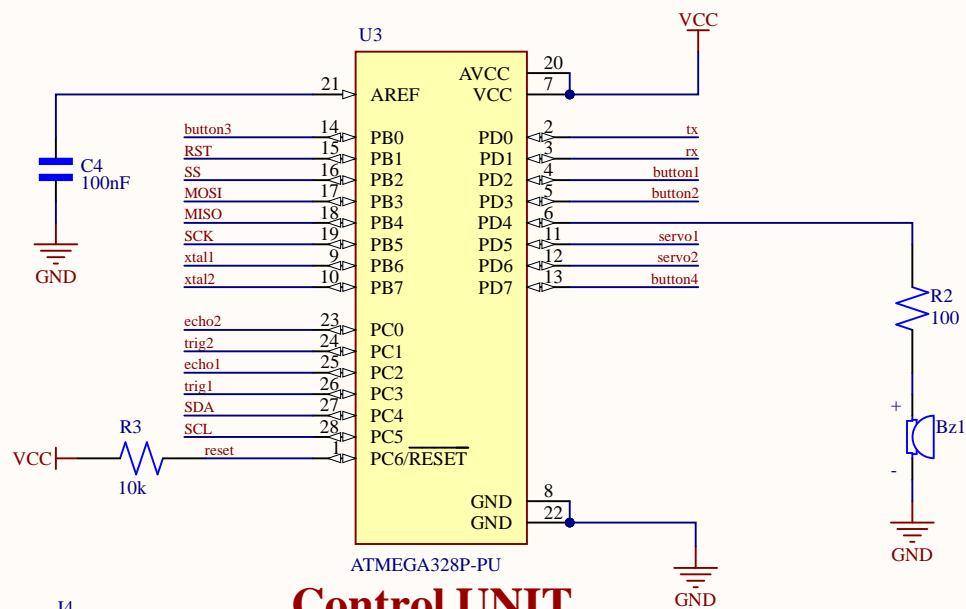 U3
VCC
21 AREF
AVCC 20
VCC 7
button3 14 PB0
RST 15 PB1
SS 16 PB2
MOSI 17 PB3
MISO 18 PB4
SCK 19 PB5
xtal1 9 PB6
xtal2 10 PB7
PD0 2 tx
PD1 3 rx
PD2 4 button1
PD3 5 button2
PD4 6
PD5 11 servo1
PD6 12 servo2
PD7 13 button4
C4
100nF
GND
echo2 23 PC0
trig2 24 PC1
echo1 25 PC2
trig1 26 PC3
SDA 27 PC4
SCL 28 PC5
reset 1 PC6/RESET
VCC
R3
10k
R2
100
+
Bz1
-
GND
GND 8
GND 22
GND
ATMEGA328P-PU
Control UNIT
J4